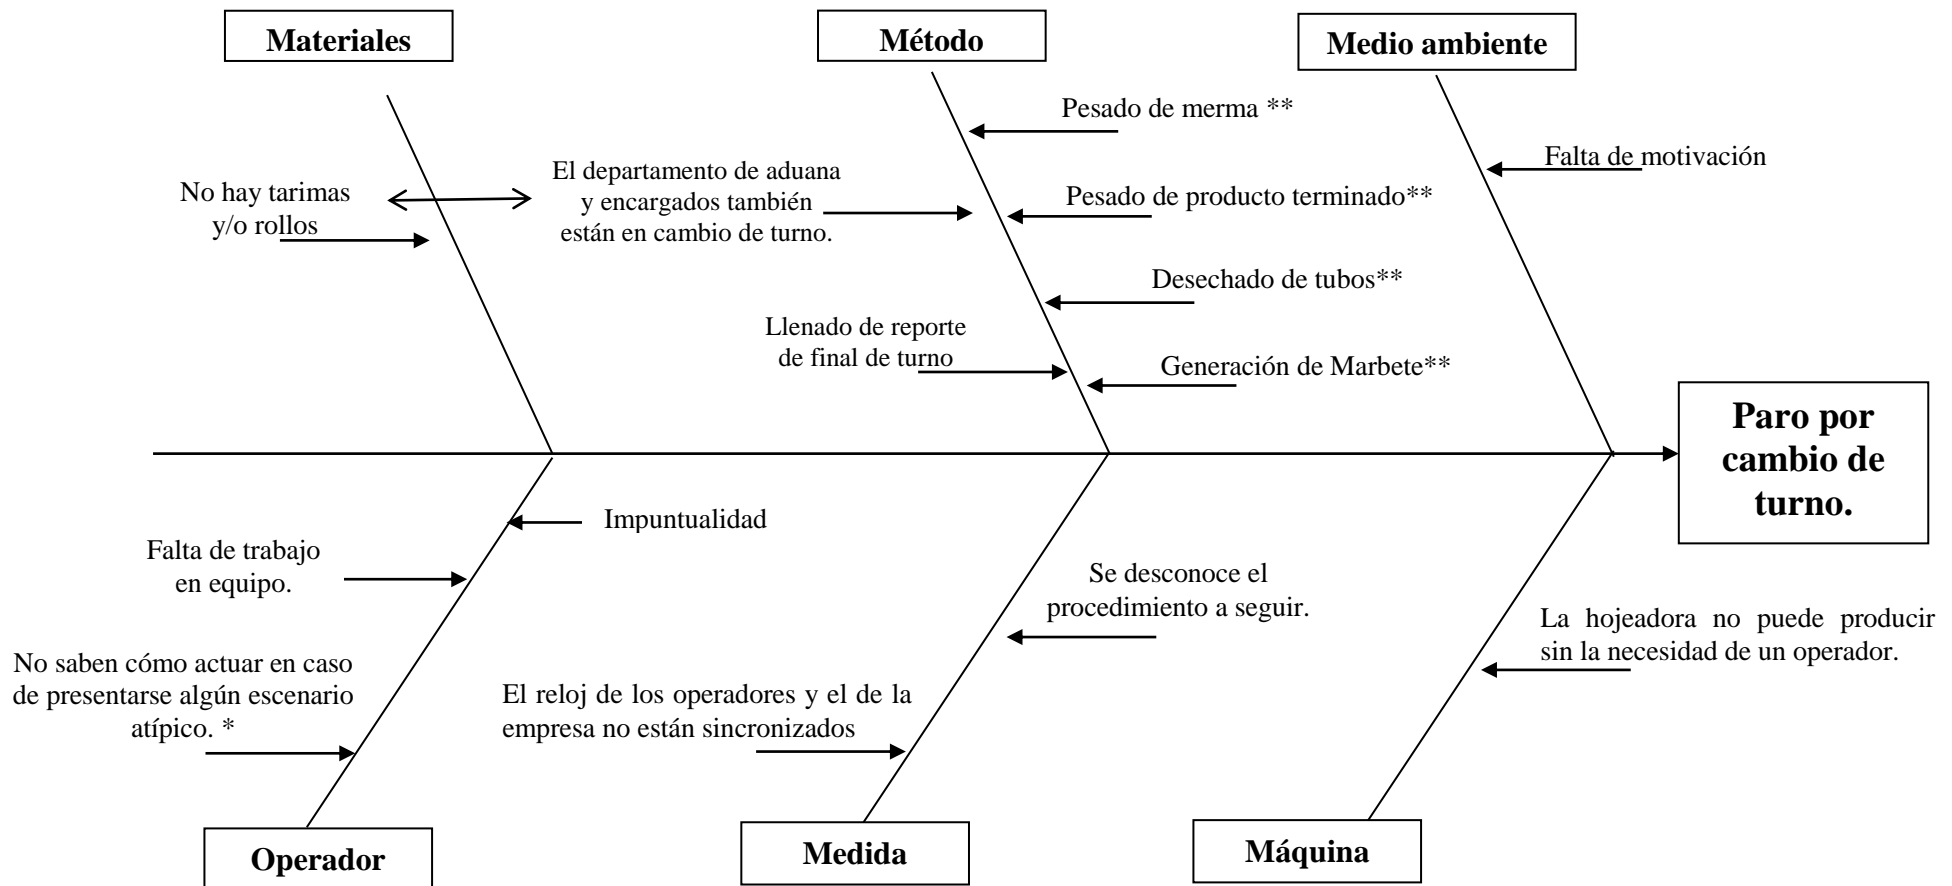 Materiales
Método
Medio ambiente
Pesado de merma **
Falta de motivación
El departamento de aduana
y encargados también
están en cambio de turno.
No hay tarimas
y/o rollos
Pesado de producto terminado**
Desechado de tubos**
Llenado de reporte
de final de turno
Generación de Marbete**
Paro por
cambio de
turno.
Impuntualidad
Falta de trabajo
en equipo.
Se desconoce el
procedimiento a seguir.
La hojeadora no puede producir
sin la necesidad de un operador.
No saben cómo actuar en caso
de presentarse algún escenario
atípico. *
El reloj de los operadores y el de la
empresa no están sincronizados
Operador
Medida
Máquina